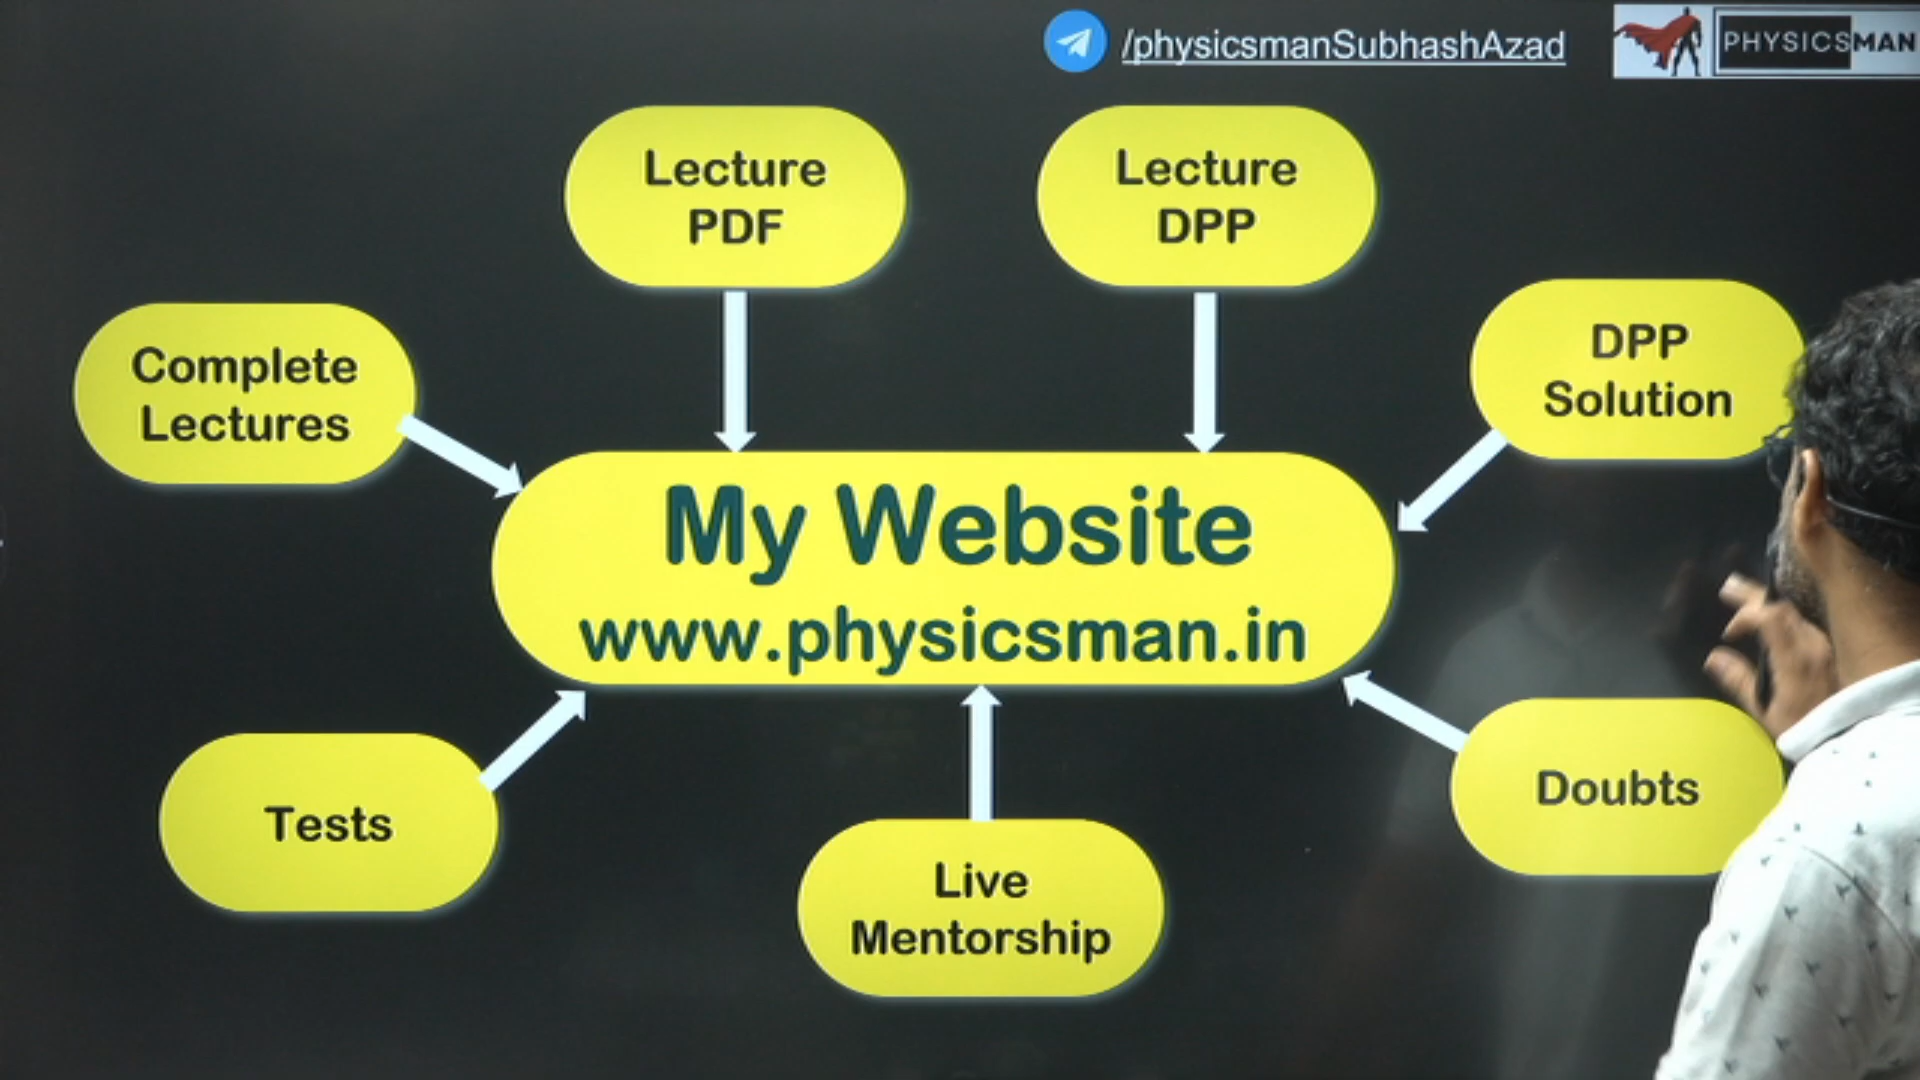 /physicsmanSubhashAzad
PHYSICSMAN
Lecture
PDF
Lecture
DPP
DPP
Solution
Complete
Lectures
My Website
www.physicsman.in
Tests
Live
Mentorship
Doubts